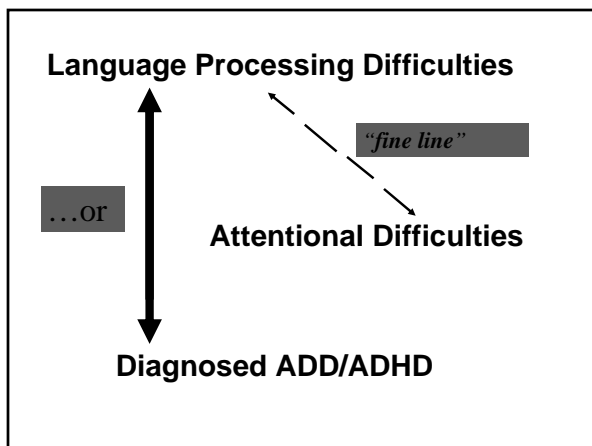 Language Processing Difficulties
“fine line”
…or
Attentional Difficulties
Diagnosed ADD/ADHD